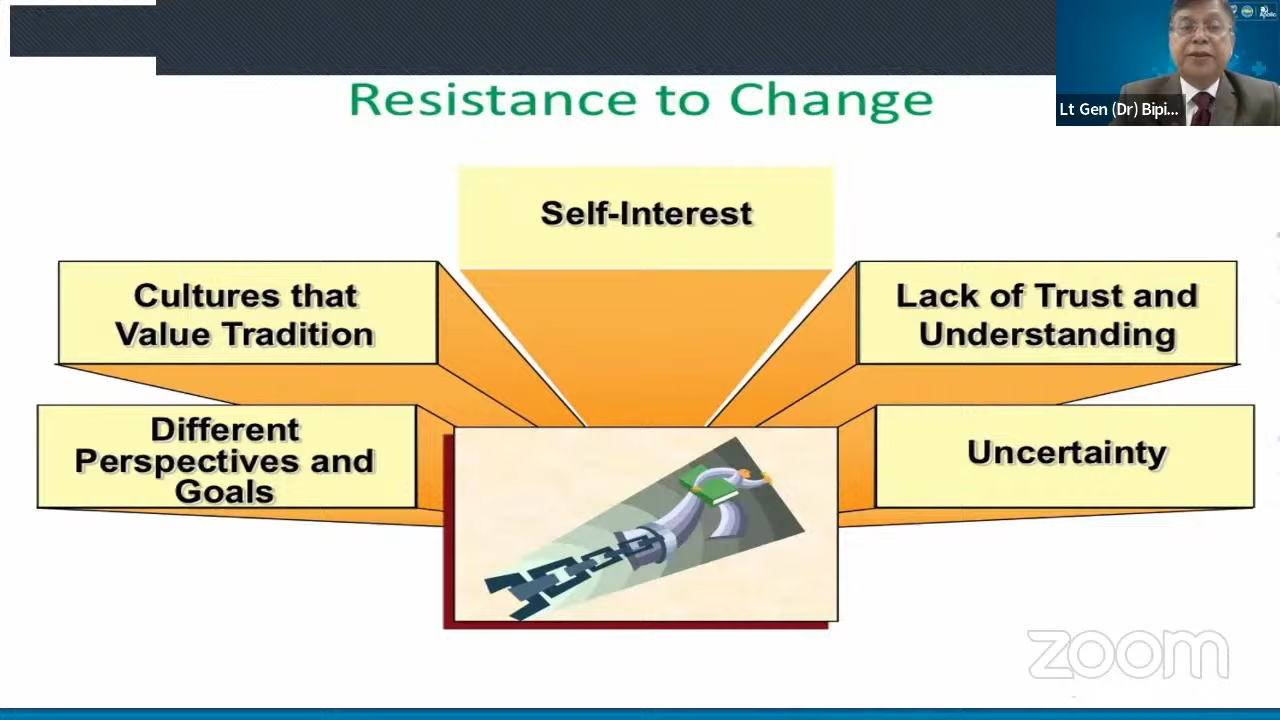 Resistance to Change
Lt Gen (Dr) Bipi...
Apollo
Self-Interest
Cultures that
Value Tradition
Lack of Trust and
Understanding
Different
Perspectives and
Goals
Uncertainty
zoom